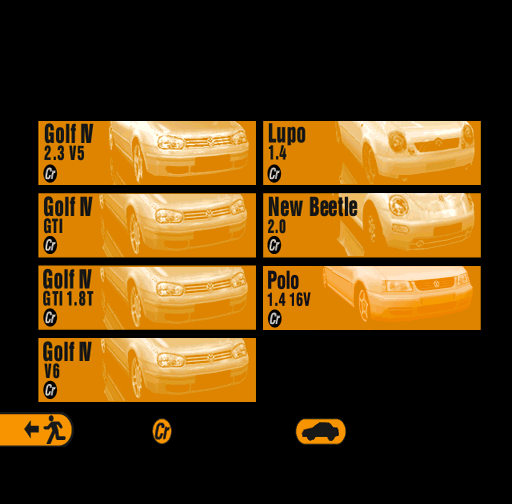 Golf IV
2.3 V5
Cr
Golf IV
GTI
Cr
Golf IV
GTI 1.8T
Cr
Golf IV
V6
Cr
Lupo
1.4
Cr
New Beetle
2.0
Cr
Polo
1.4 16V
Cr
Cr